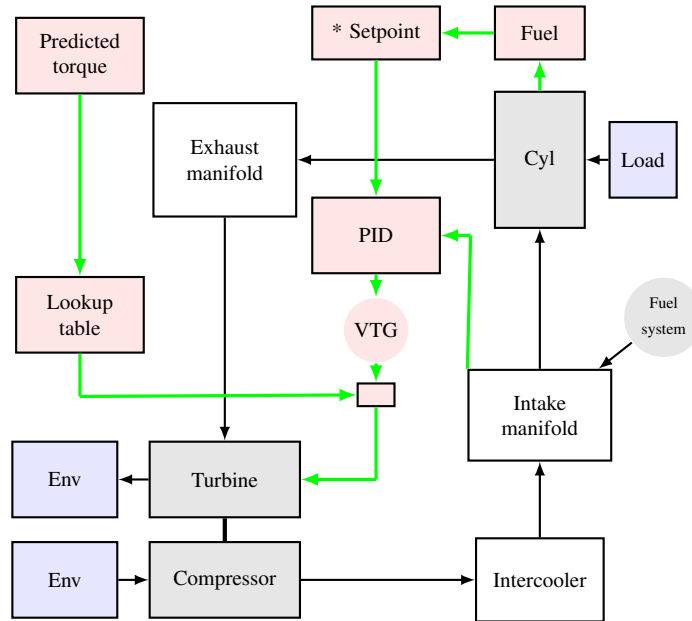 Predicted
torque
* Setpoint
Fuel
Exhaust
manifold
Cyl
Load
PID
Lookup
table
VTG
Fuel
system
Intake
manifold
Env
Turbine
Env
Compressor
Intercooler